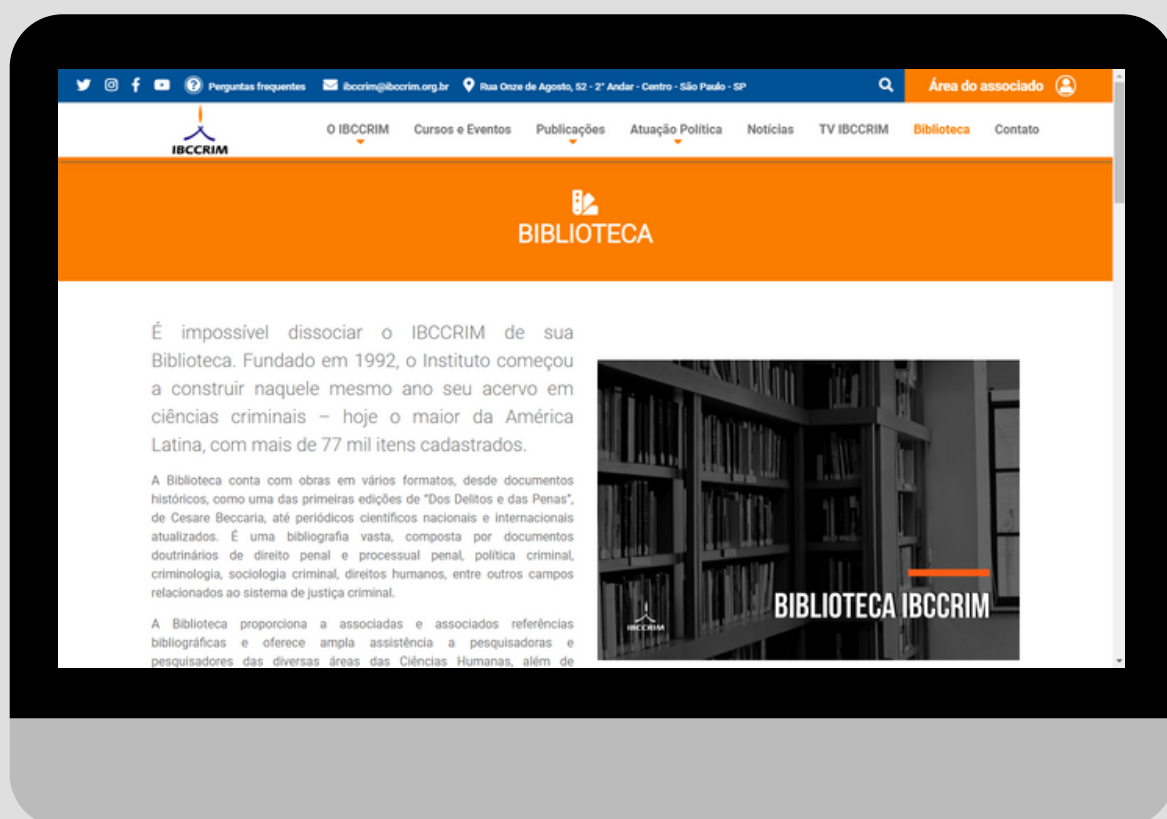 Perguntas frequentes ibccrim@ibccrim.org.br Rua Onze de Agosto, 52 - 2° Andar - Centro - São Paulo - SP Área do associado
IBCCRIM
O IBCCRIM Cursos e Eventos Publicações Atuação Política Notícias TV IBCCRIM Biblioteca Contato
BIBLIOTECA
É impossível dissociar o IBCCRIM de sua
Biblioteca. Fundado em 1992, o Instituto começou
a construir naquele mesmo ano seu acervo em
ciências criminais – hoje o maior da América
Latina, com mais de 77 mil itens cadastrados.
A Biblioteca conta com obras em vários formatos, desde documentos
históricos, como uma das primeiras edições de "Dos Delitos e das Penas",
de Cesare Beccaria, até periódicos científicos nacionais e internacionais
atualizados. É uma bibliografia vasta, composta por documentos
doutrinários de direito penal e processual penal, política criminal,
criminologia, sociologia criminal, direitos humanos, entre outros campos
relacionados ao sistema de justiça criminal.
A Biblioteca proporciona a associadas e associados referências
bibliográficas e oferece ampla assistência a pesquisadoras e
pesquisadores das diversas áreas das Ciências Humanas, além de
BIBLIOTECA IBCCRIM
IBCCRIM